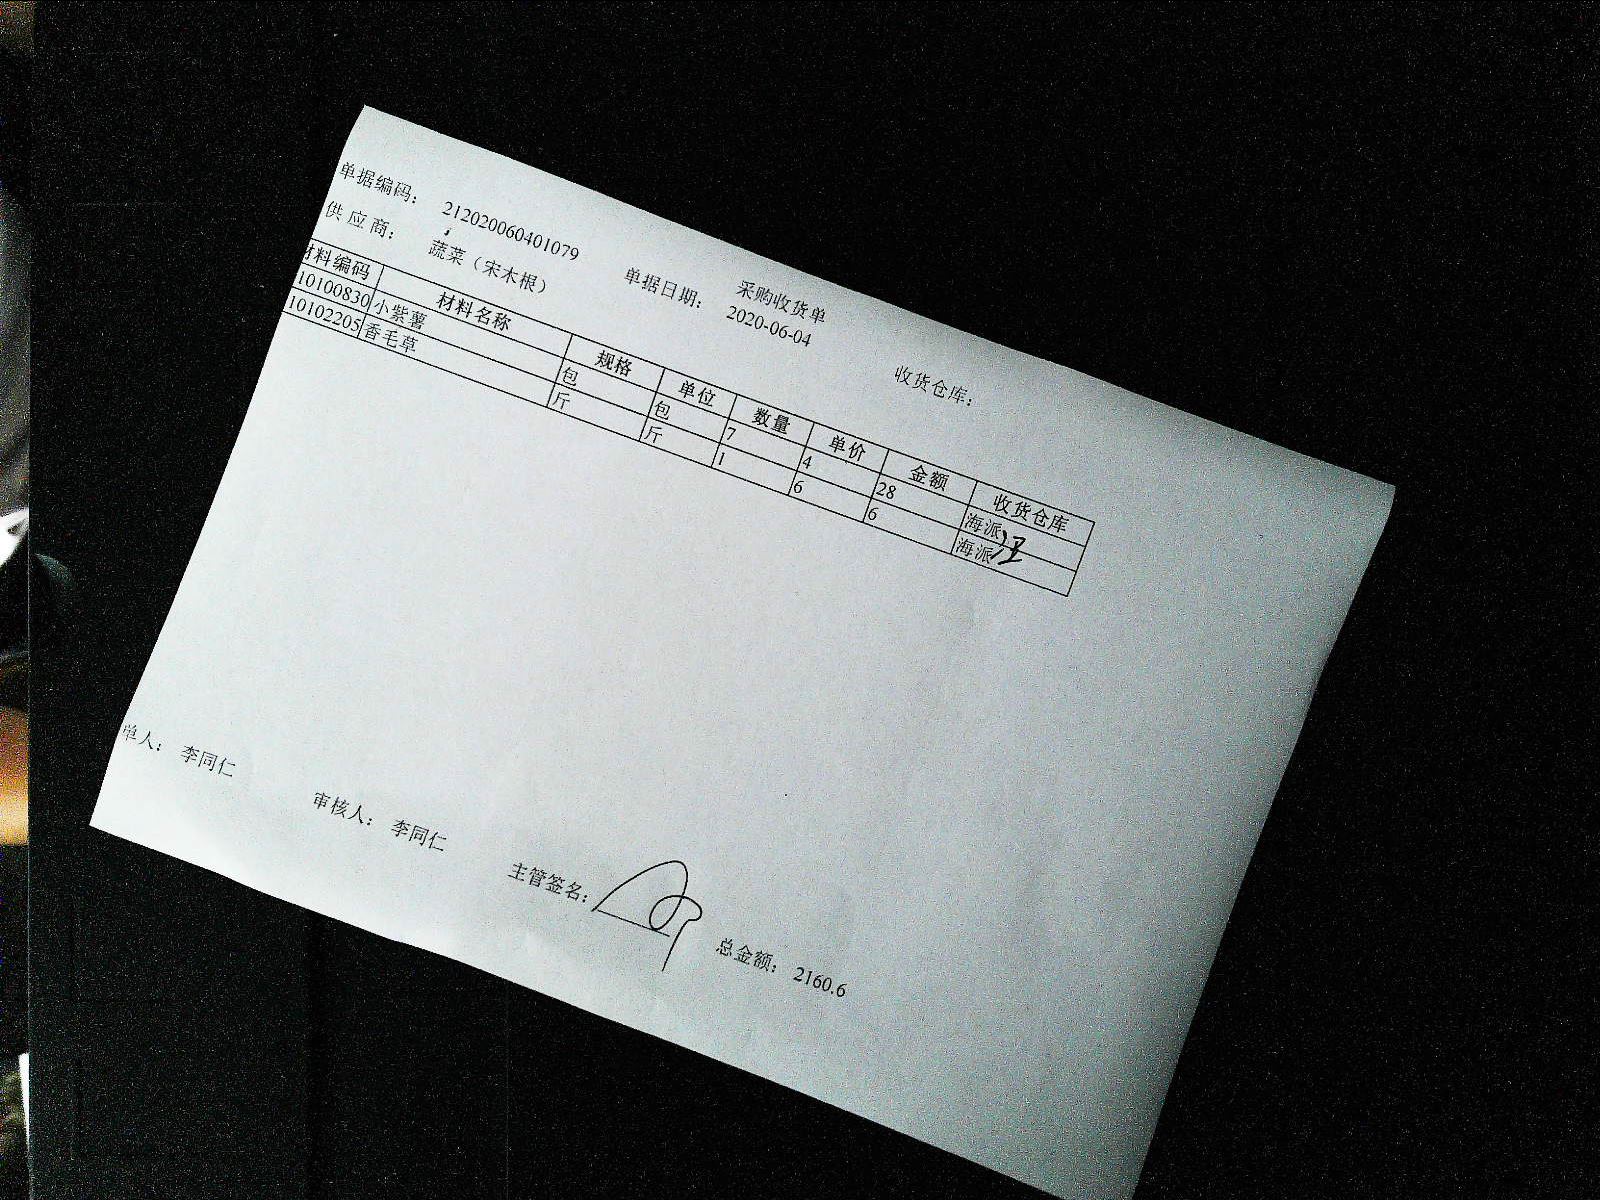 采购收货单
单据编码： 212020060401079 单据日期： 2020-06-04 收货仓库：
供应商： 蔬菜（宋木根）
材料编码 材料名称 规格 单位 数量 单价 金额 收货仓库
10100830 小紫薯 包 包 7 4 28 海派
10102205 香毛草 斤 斤 1 6 6 海派
单人： 李同仁 审核人： 李同仁 主管签名： 总金额： 2160.6